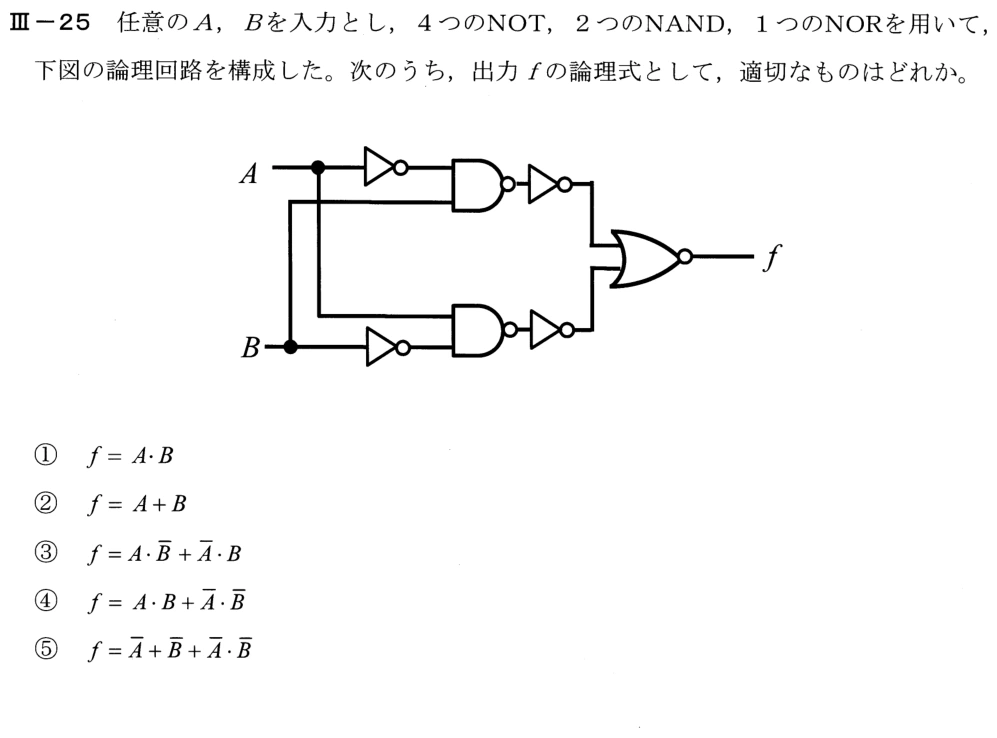 Ⅲ－25 任意のA，Bを入力とし，４つのNOT，２つのNAND，１つのNORを用いて，
下図の論理回路を構成した。次のうち，出力 f の論理式として，適切なものはどれか。
A
f
B
① f = A·B
② f = A+B
③ f = A·B̅ + A̅·B
④ f = A·B + A̅·B̅
⑤ f = A̅ + B̅ + A̅·B̅